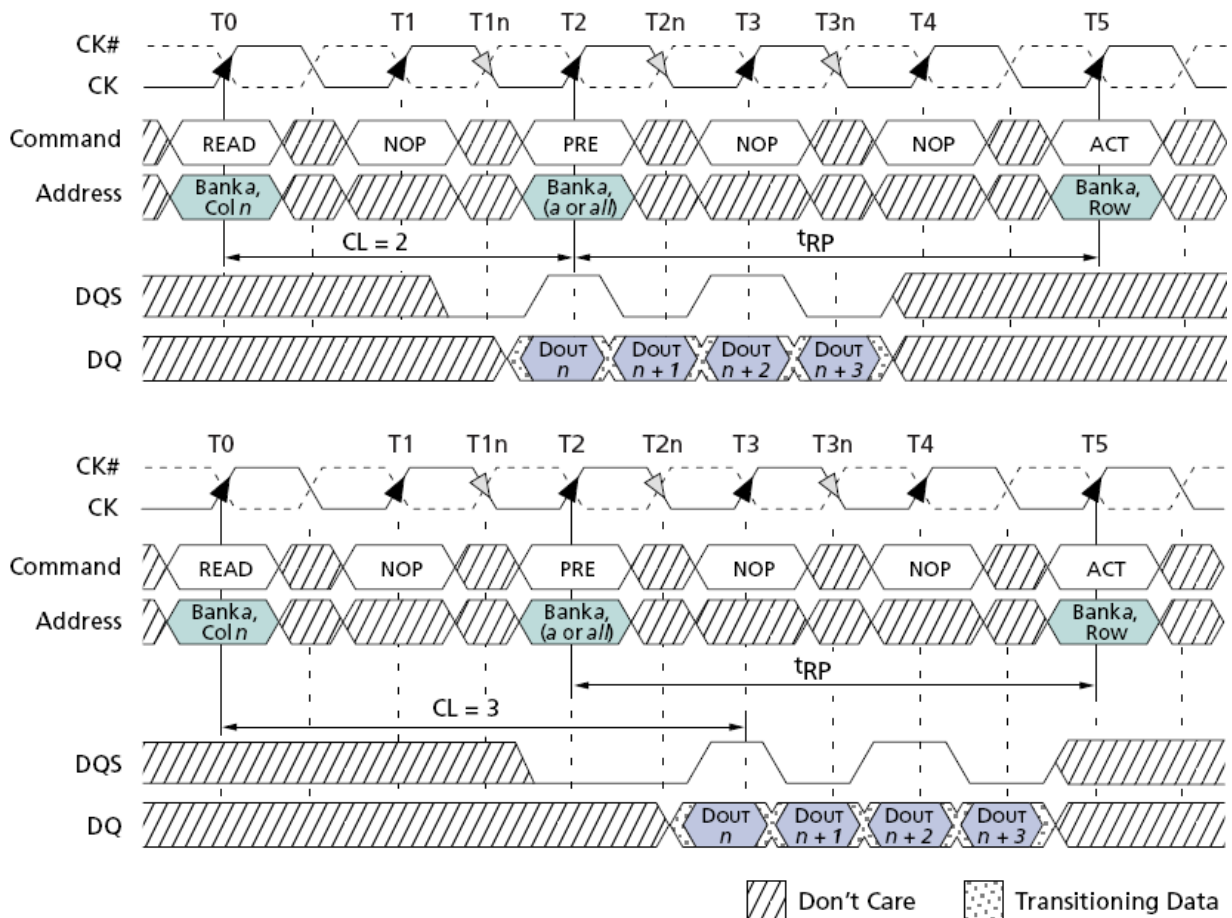 T0 T1 T1n T2 T2n T3 T3n T4 T5
CK#
CK
Command READ NOP PRE NOP NOP ACT
Address Banka, Col n Banka, (a or all) Banka, Row
CL = 2 tRP
DQS
DQ DOUT n DOUT n + 1 DOUT n + 2 DOUT n + 3
T0 T1 T1n T2 T2n T3 T3n T4 T5
CK#
CK
Command READ NOP PRE NOP NOP ACT
Address Banka, Col n Banka, (a or all) Banka, Row
tRP
CL = 3
DQS
DQ DOUT n DOUT n + 1 DOUT n + 2 DOUT n + 3
Don't Care Transitioning Data